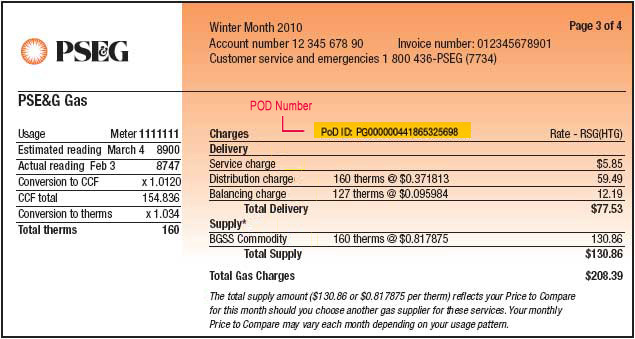 Winter Month 2010 Page 3 of 4
PSEG Account number 12 345 678 90 Invoice number: 012345678901
Customer service and emergencies 1 800 436-PSEG (7734)
PSE&G Gas
POD Number
Usage Meter 1111111
Estimated reading March 4 8900
Actual reading Feb 3 8747
Conversion to CCF x 1.0120
CCF total 154.836
Conversion to therms x 1.034
Total therms 160
Charges PoD ID: PG000000441865325698 Rate - RSG(HTG)
Delivery
Service charge $5.85
Distribution charge 160 therms @ $0.371813 59.49
Balancing charge 127 therms @ $0.095984 12.19
Total Delivery $77.53
Supply*
BGSS Commodity 160 therms @ $0.817875 130.86
Total Supply $130.86
Total Gas Charges $208.39
The total supply amount ($130.86 or $0.817875 per therm) reflects your Price to Compare
for this month should you choose another gas supplier for these services. Your monthly
Price to Compare may vary each month depending on your usage pattern.